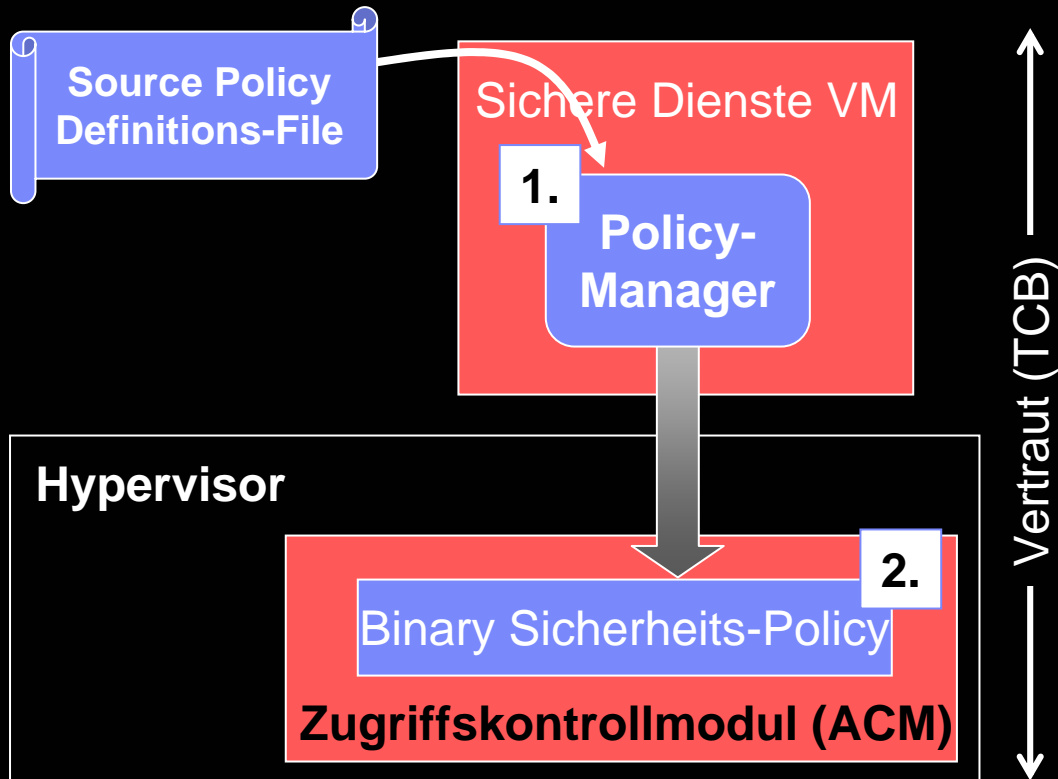 Source Policy
Definitions-File
Sichere Dienste VM
1.
Policy-
Manager
Vertraut (TCB)
Hypervisor
2.
Binary Sicherheits-Policy
Zugriffskontrollmodul (ACM)